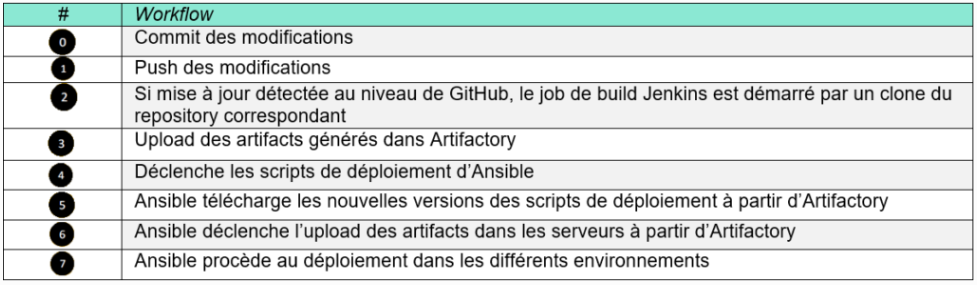 # Workflow
0 Commit des modifications
1 Push des modifications
2 Si mise à jour détectée au niveau de GitHub, le job de build Jenkins est démarré par un clone du
repository correspondant
3 Upload des artifacts générés dans Artifactory
4 Déclenche les scripts de déploiement d’Ansible
5 Ansible télécharge les nouvelles versions des scripts de déploiement à partir d’Artifactory
6 Ansible déclenche l’upload des artifacts dans les serveurs à partir d’Artifactory
7 Ansible procède au déploiement dans les différents environnements